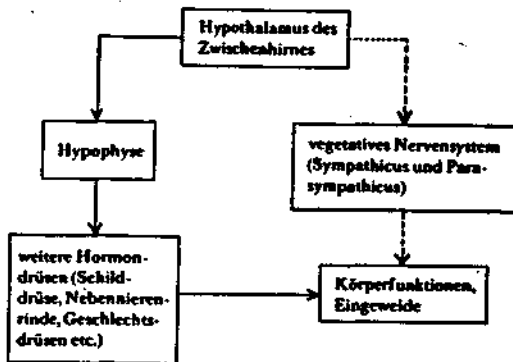 Hypothalamus des
Zwischenhirnes
Hypophyse
vegetatives Nervensystem
(Sympathicus und Para-
sympathicus)
weitere Hormon-
drüsen (Schild-
drüse, Nebennieren-
rinde, Geschlechts-
drüsen etc.)
Körperfunktionen,
Eingeweide